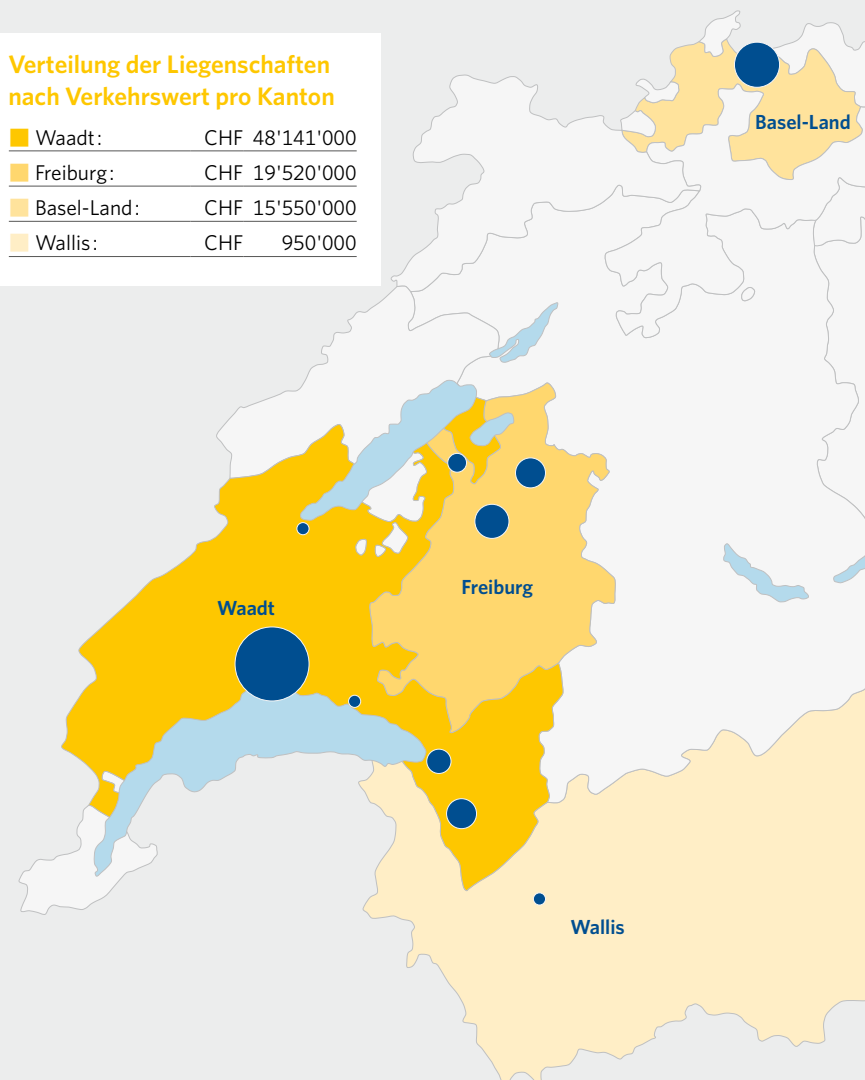 Verteilung der Liegenschaften
nach Verkehrswert pro Kanton
Waadt: CHF 48'141'000
Freiburg: CHF 19'520'000
Basel-Land: CHF 15'550'000
Wallis: CHF 950'000
Basel-Land
Freiburg
Waadt
Wallis